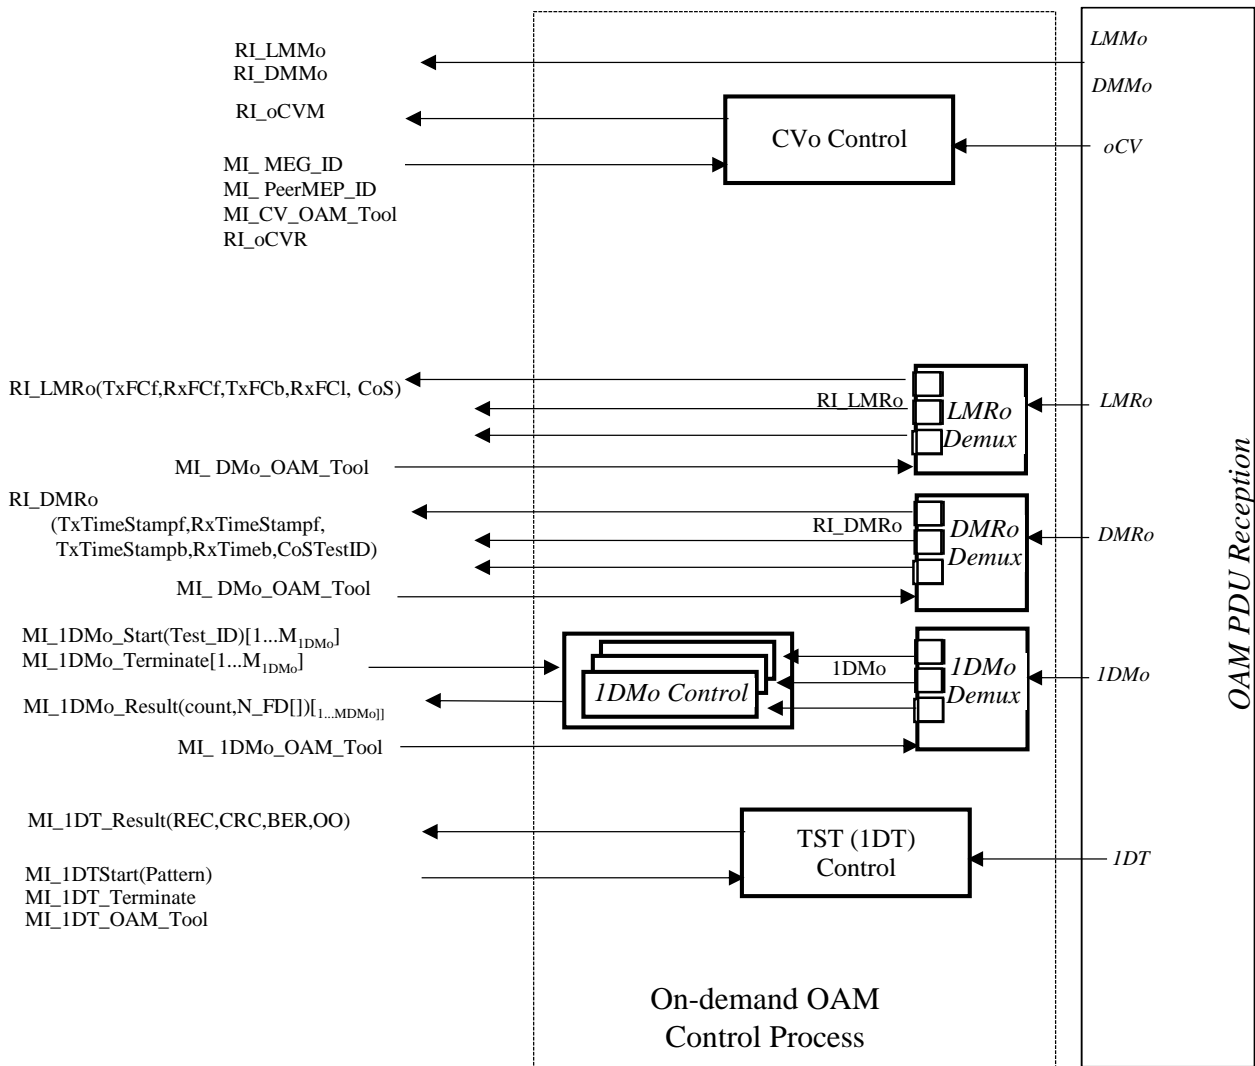 RI_LMMo
RI_DMMo
LMMo
DMMo
RI_oCVM
CVo Control
oCV
MI_ MEG_ID
MI_ PeerMEP_ID
MI_CV_OAM_Tool
RI_oCVR
RI_LMRo(TxFCf,RxFCf,TxFCb,RxFCl, CoS)
RI_LMRo
LMRo
Demux
LMRo
MI_ DMo_OAM_Tool
RI_DMRo
(TxTimeStampf,RxTimeStampf,
TxTimeStampb,RxTimeb,CoSTestID)
RI_DMRo
DMRo
Demux
DMRo
MI_ DMo_OAM_Tool
MI_1DMo_Start(Test_ID)[1...M1DMo]
MI_1DMo_Terminate[1...M1DMo]
MI_1DMo_Result(count,N_FD[])[1...MDMo]]
1DMo Control
1DMo
1DMo
Demux
1DMo
MI_ 1DMo_OAM_Tool
MI_1DT_Result(REC,CRC,BER,OO)
TST (1DT)
Control
1DT
MI_1DTStart(Pattern)
MI_1DT_Terminate
MI_1DT_OAM_Tool
On-demand OAM
Control Process
OAM PDU Reception